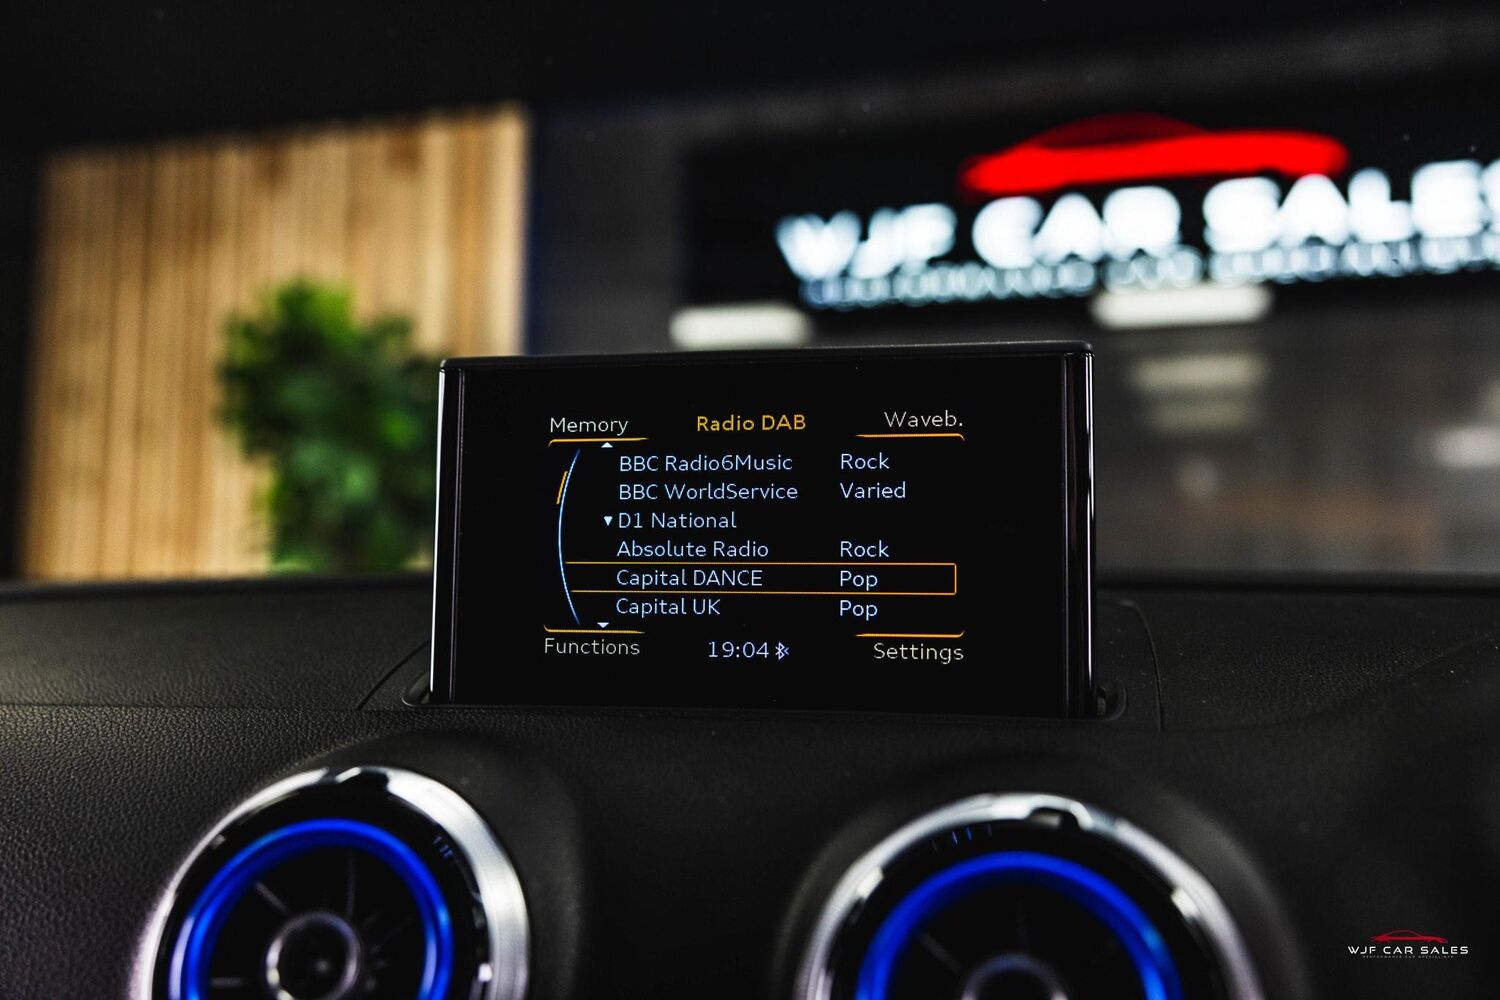 WJF CAR SALES
Memory Radio DAB Waveb.
BBC Radio6Music Rock
BBC WorldService Varied
▼ D1 National
Absolute Radio Rock
Capital DANCE Pop
Capital UK Pop
Functions 19:04 Settings
WJF CAR SALES